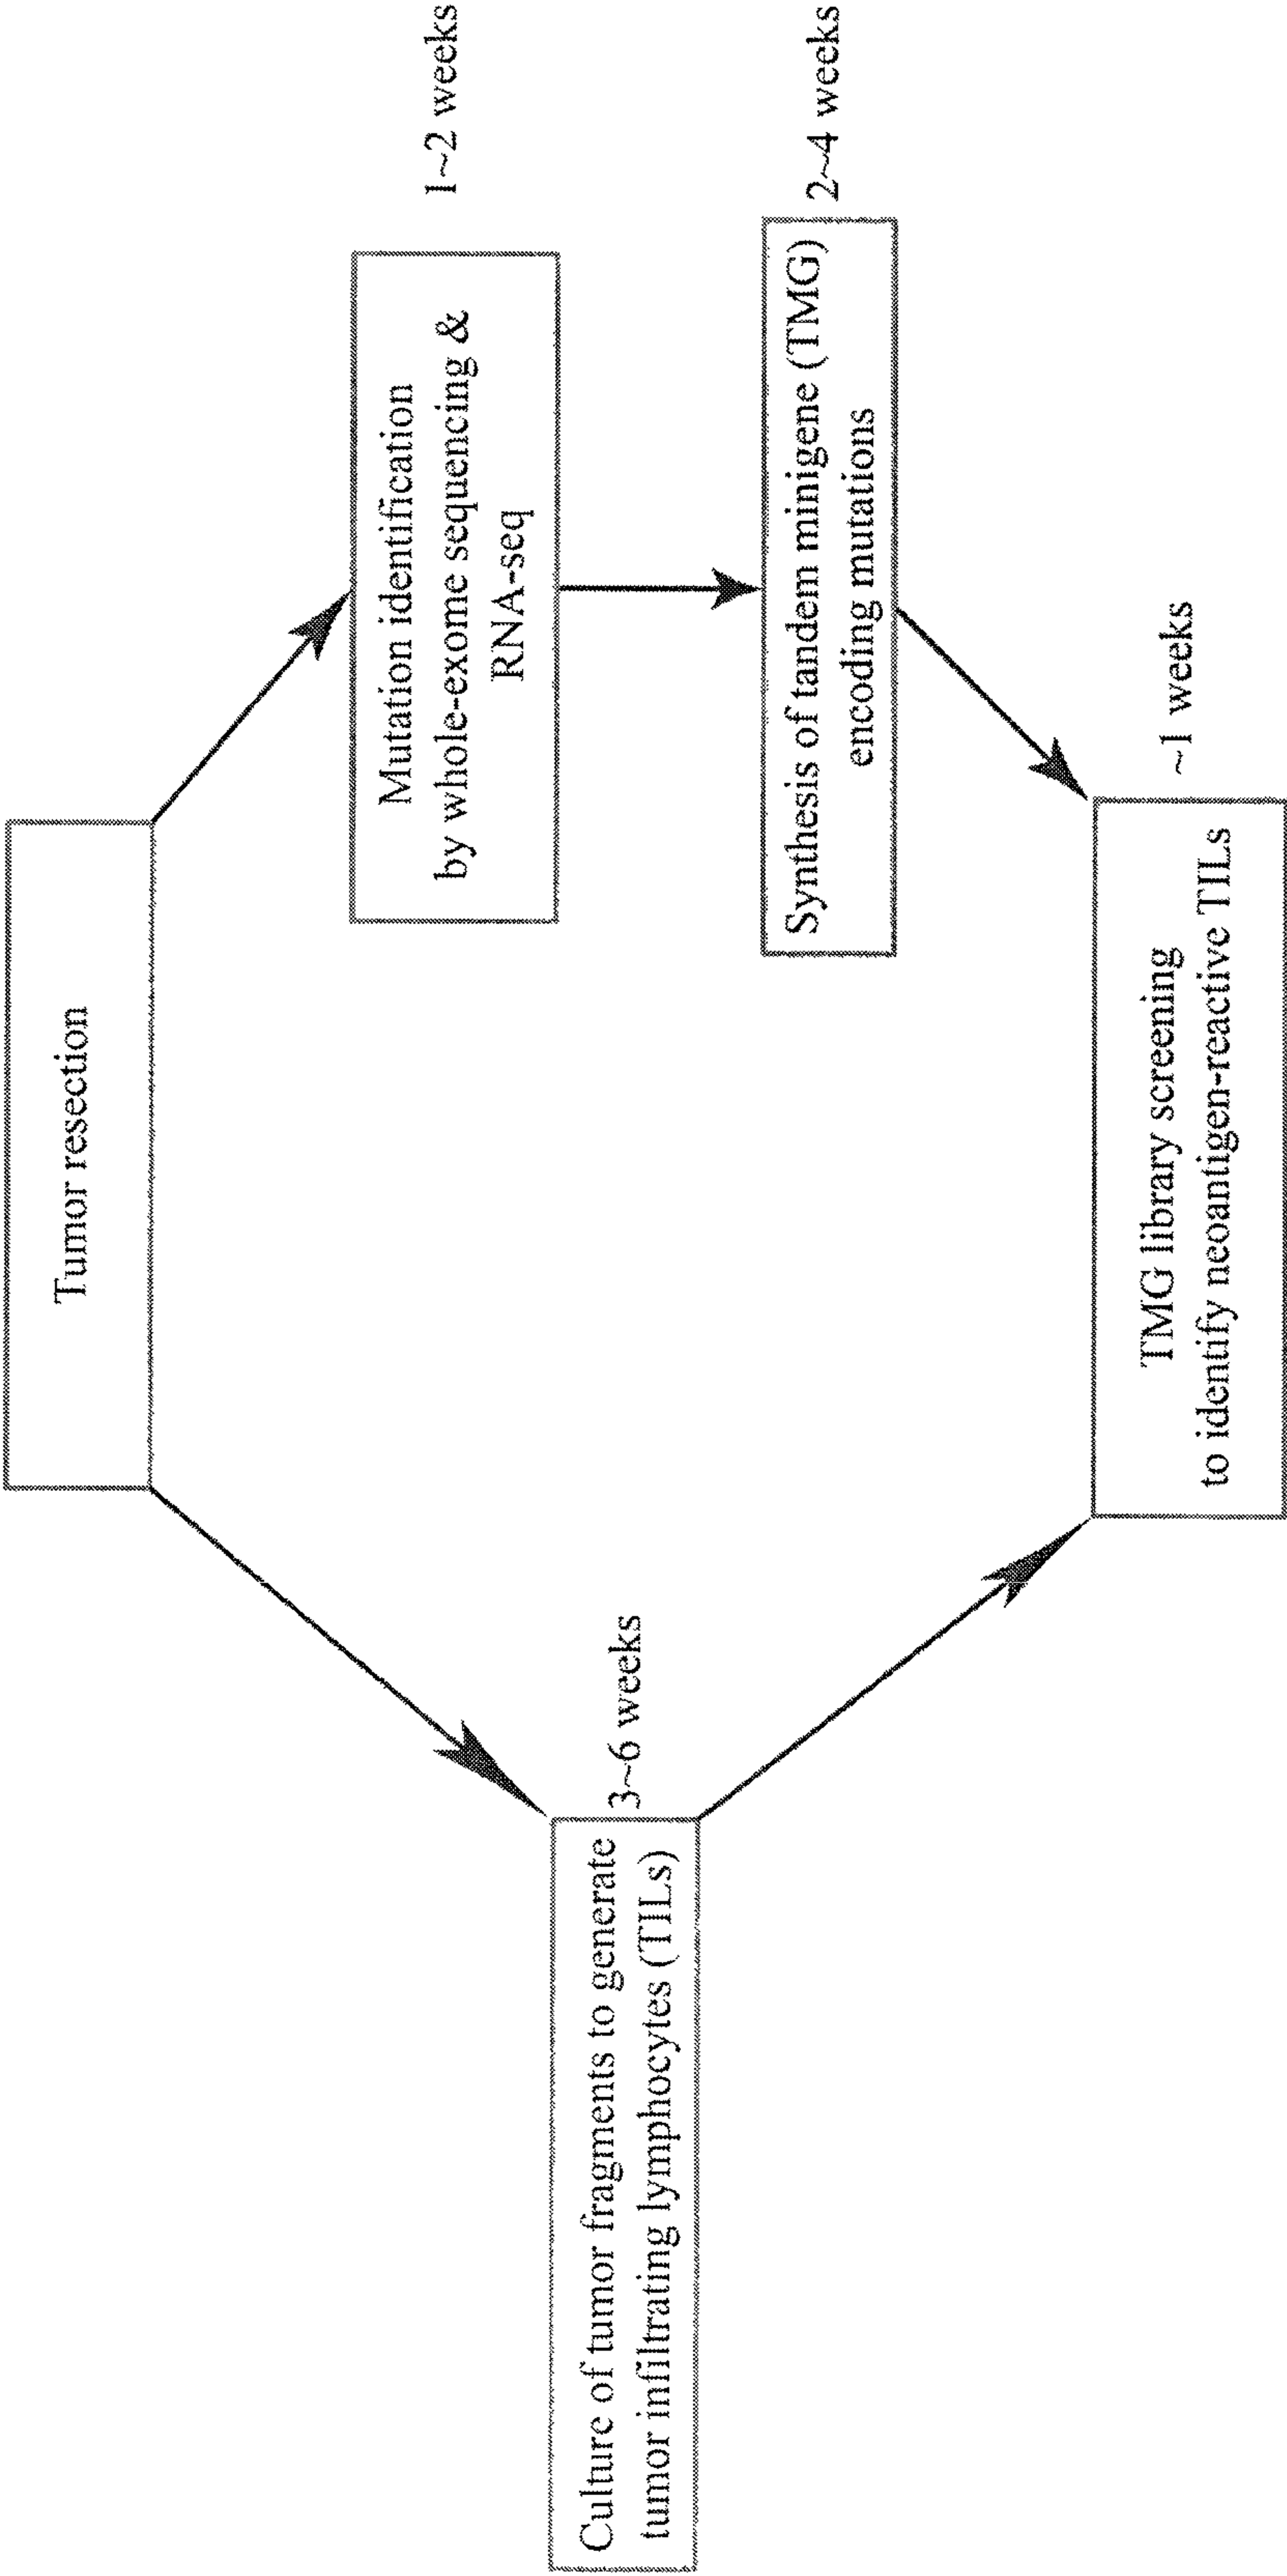 Tumor resection
Mutation identification
by whole-exome sequencing &
RNA-seq
1~2 weeks
Culture of tumor fragments to generate
tumor infiltrating lymphocytes (TILs)
3~6 weeks
Synthesis of tandem minigene (TMG)
encoding mutations
2~4 weeks
TMG library screening
to identify neoantigen-reactive TILs
~1 weeks